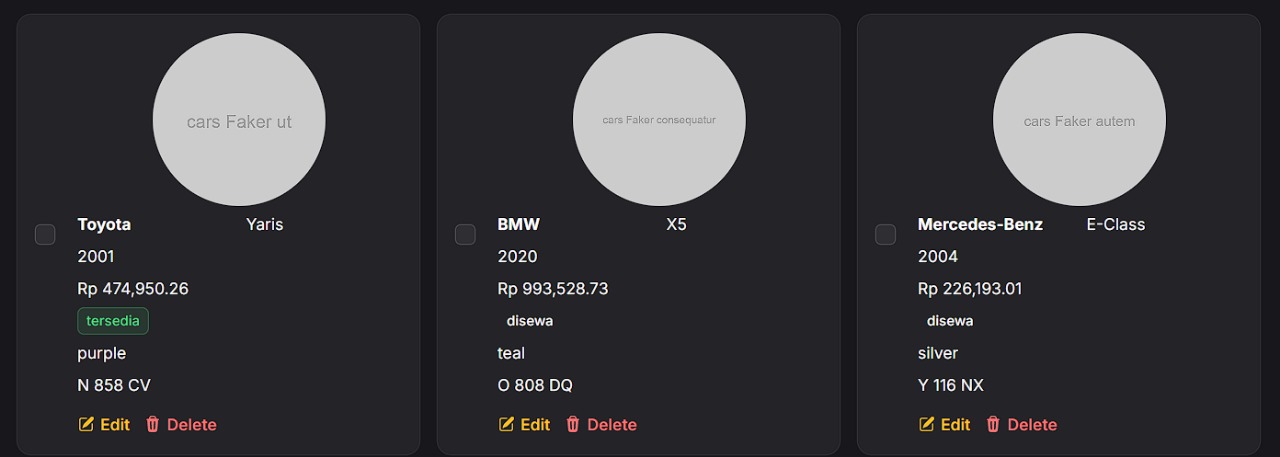 cars Faker ut
Toyota Yaris
2001
Rp 474,950.26
tersedia
purple
N 858 CV
Edit Delete
cars Faker consequatur
BMW X5
2020
Rp 993,528.73
disewa
teal
O 808 DQ
Edit Delete
cars Faker autem
Mercedes-Benz E-Class
2004
Rp 226,193.01
disewa
silver
Y 116 NX
Edit Delete